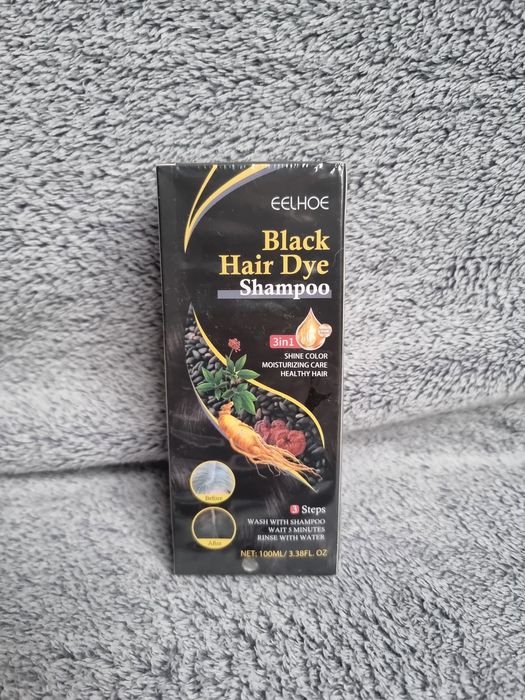 EELHOE
Black
Hair Dye
Shampoo
3in1
SHINE COLOR
MOISTURIZING CARE
HEALTHY HAIR
Before
After
3 Steps
WASH WITH SHAMPOO
WAIT 5 MINUTES
RINSE WITH WATER
NET: 100ML/ 3.38FL. OZ